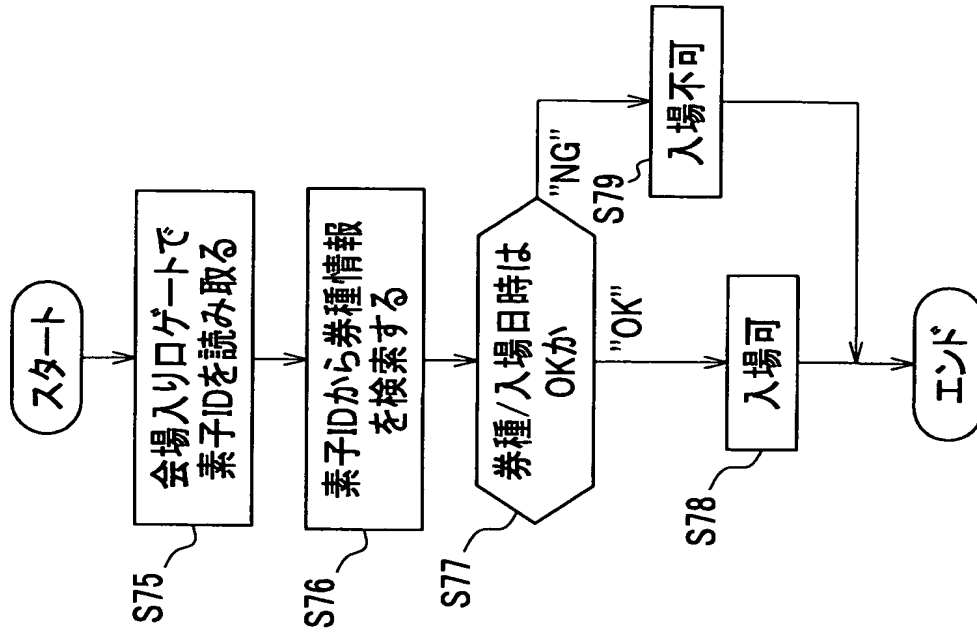 スタート
S75
会場入り口ゲートで
素子IDを読み取る
S76
素子IDから券種情報
を検索する
S77
券種/入場日時は
OKか
"NG"
S79
入場不可
"OK"
S78
入場可
エンド